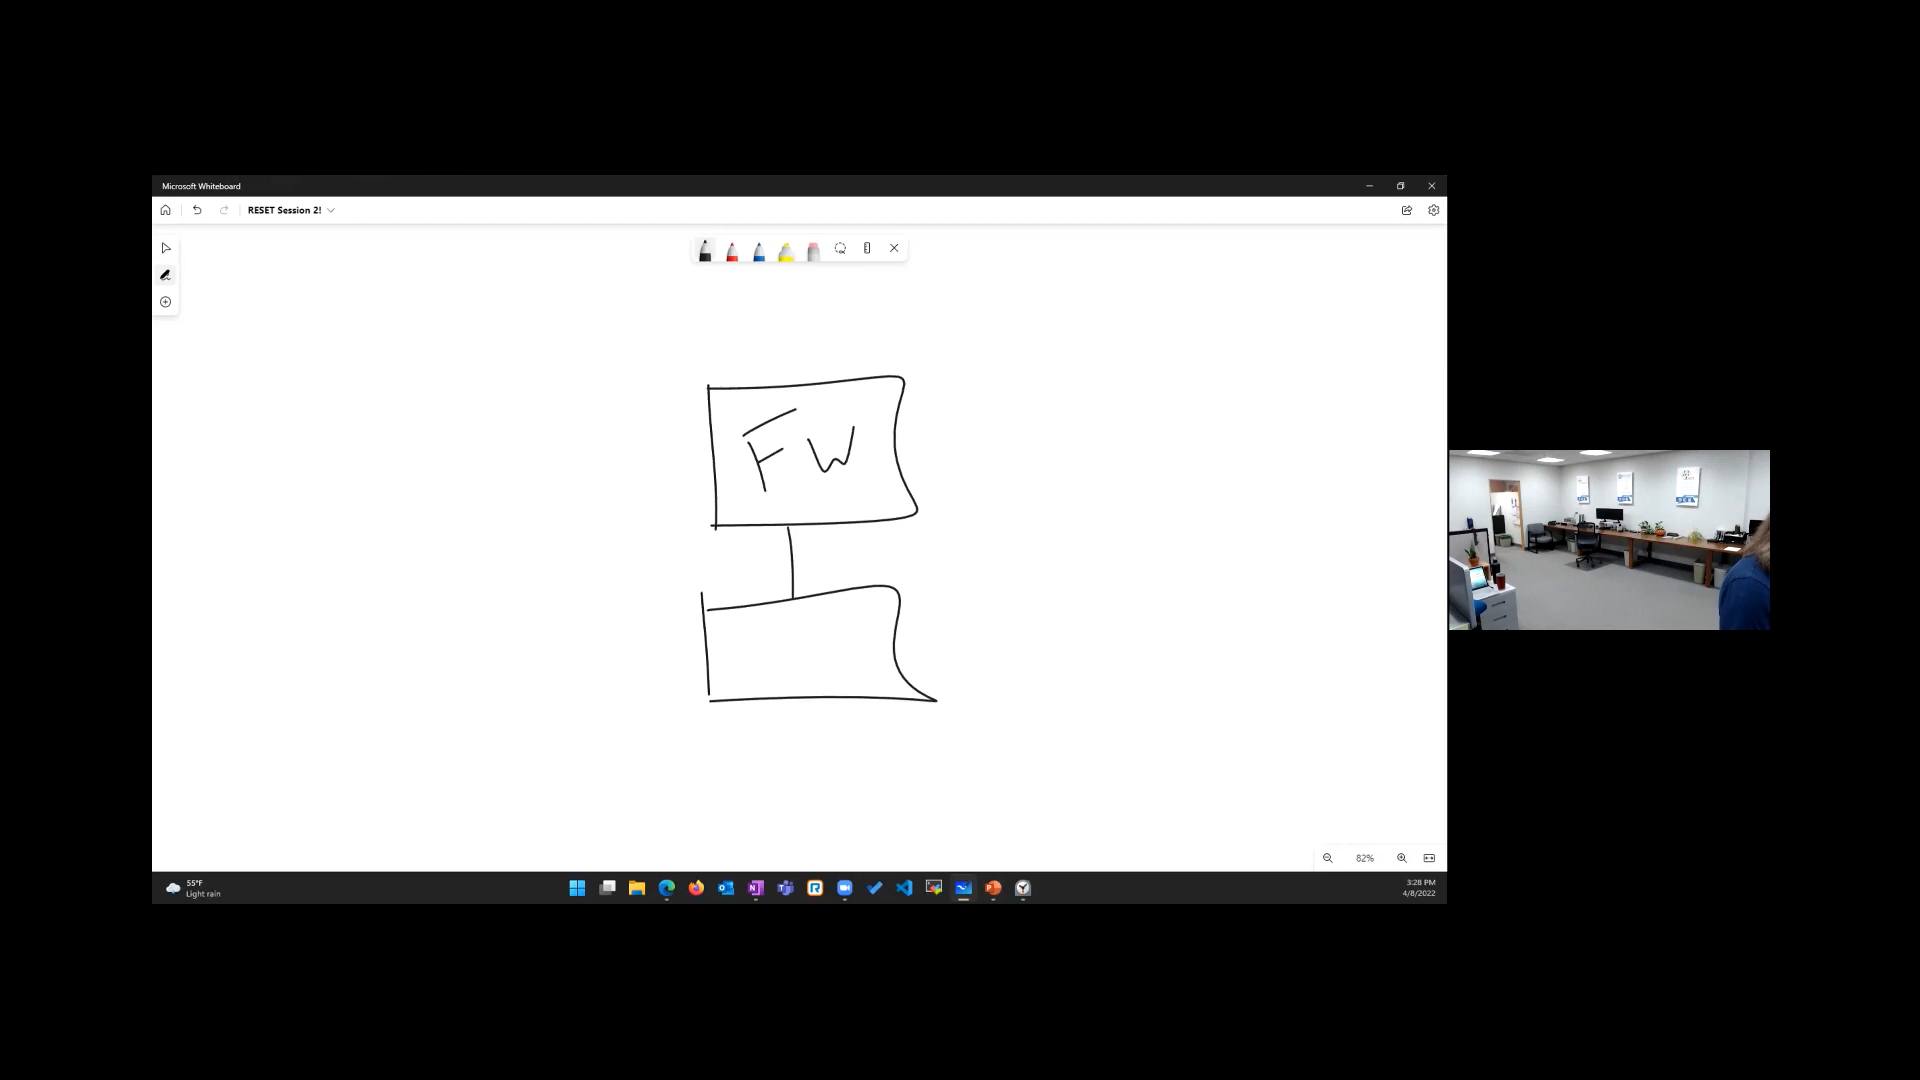 Microsoft Whiteboard
RESET Session 2!
FW
82%
55°F
Light rain
3:28 PM
4/8/2022